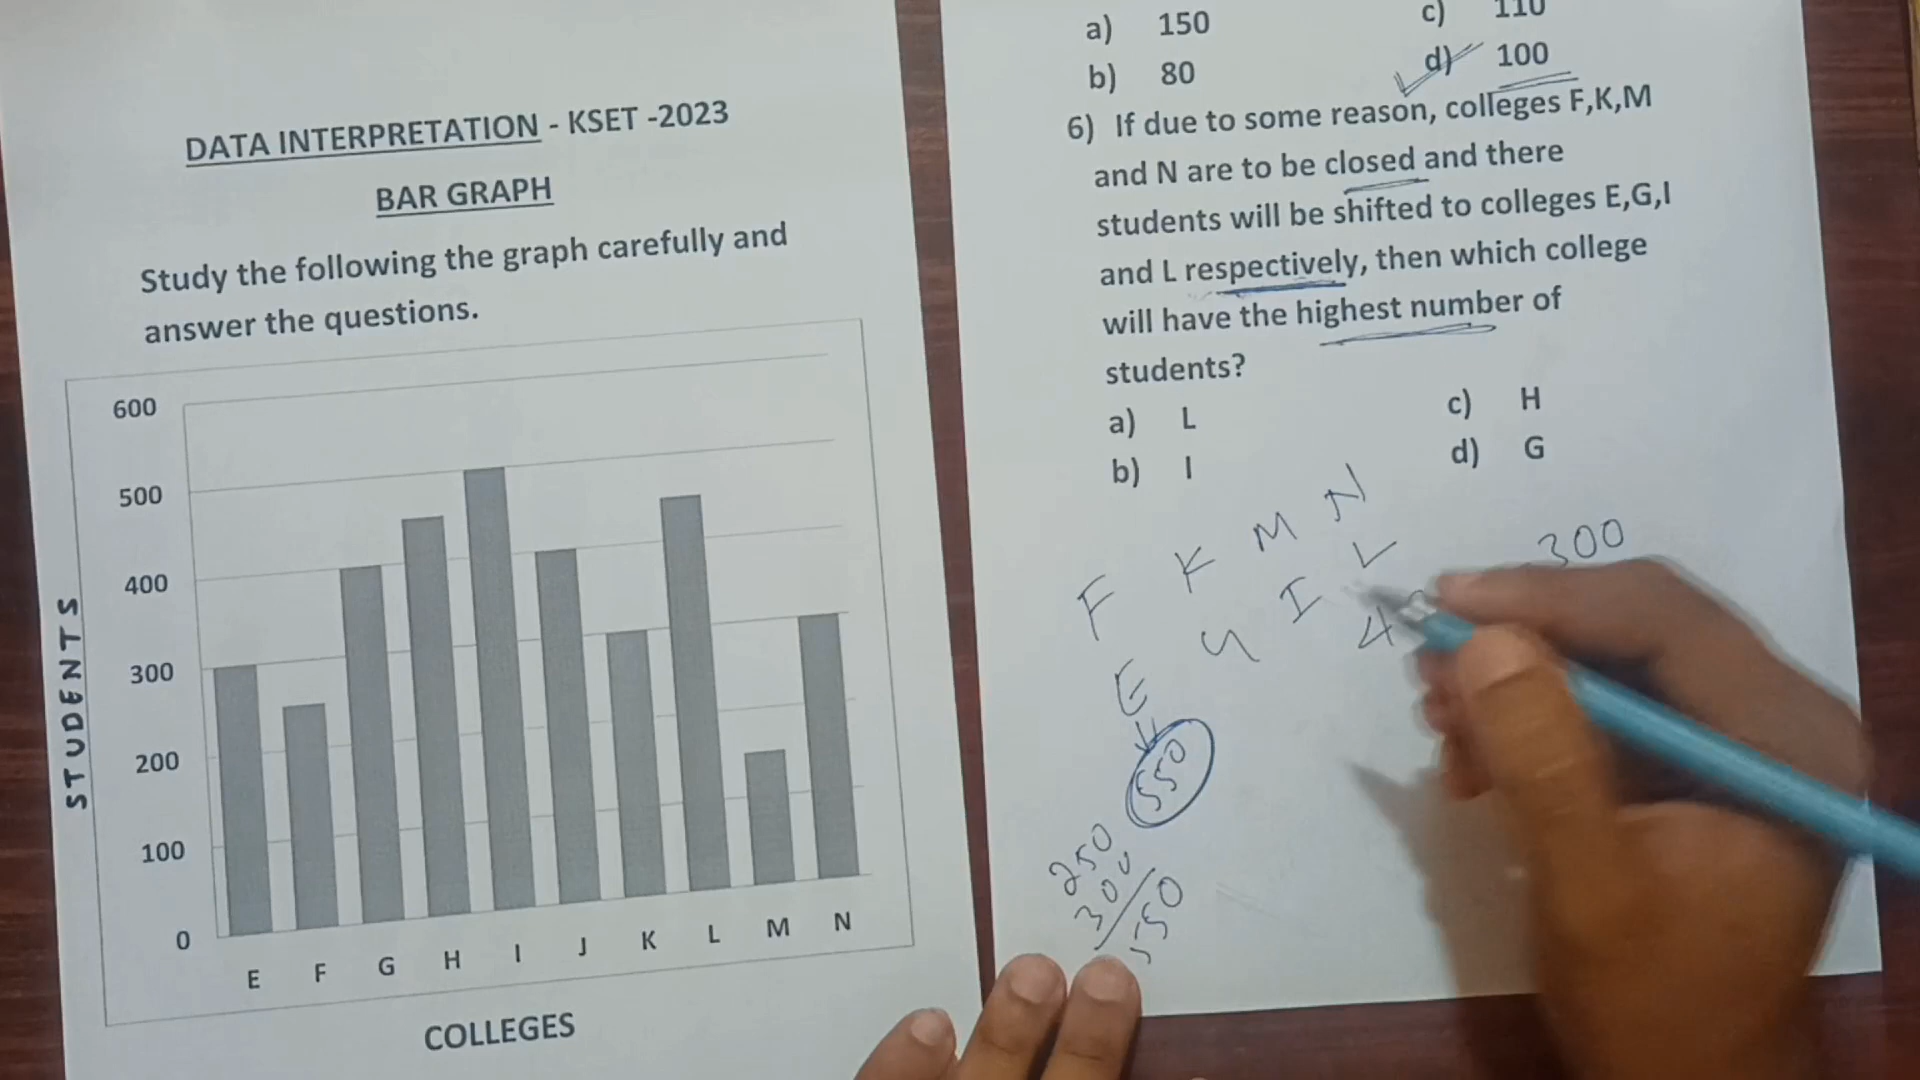 DATA INTERPRETATION - KSET -2023
BAR GRAPH
Study the following the graph carefully and
answer the questions.
600
500
400
300
200
100
0
STUDENTS
E F G H I J K L M N
COLLEGES
a) 150 c) 110
b) 80 d) 100
6) If due to some reason, colleges F,K,M
and N are to be closed and there
students will be shifted to colleges E,G,I
and L respectively, then which college
will have the highest number of
students?
a) L c) H
b) I d) G
F K M N
E G I L
300
550
250
300
550